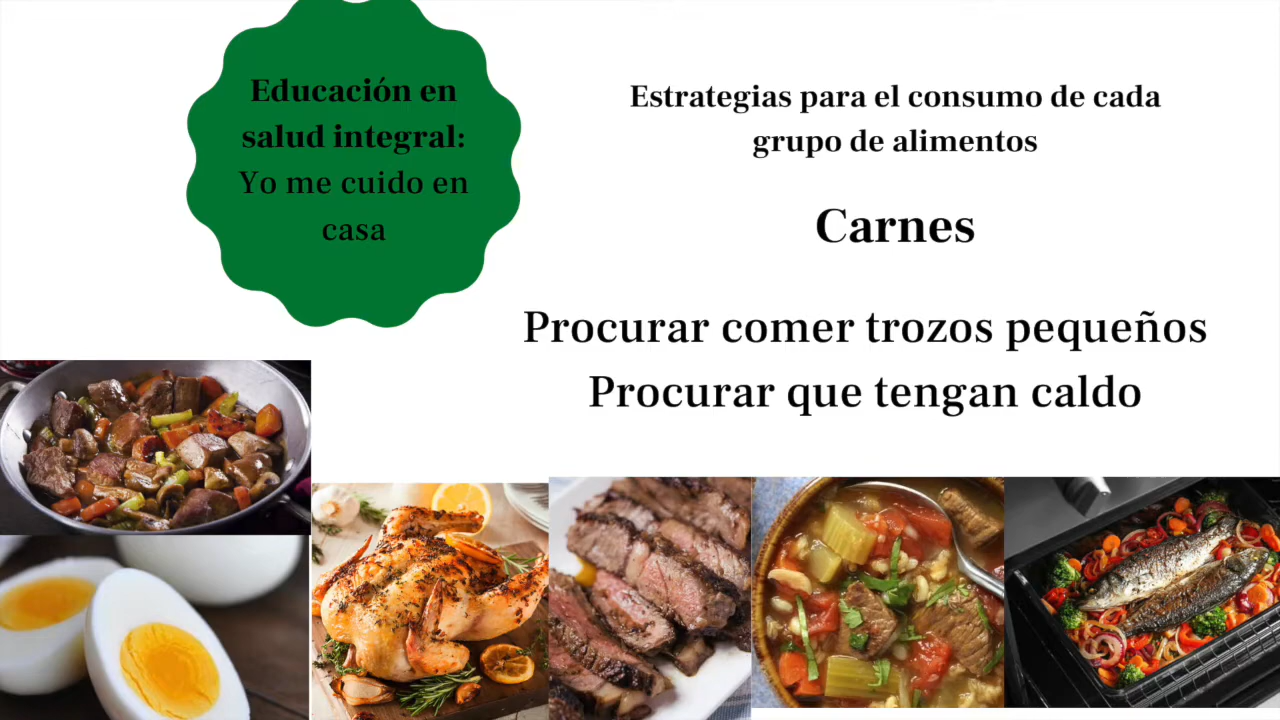 Educación en
salud integral:
Yo me cuido en
casa
Estrategias para el consumo de cada
grupo de alimentos
Carnes
Procurar comer trozos pequeños
Procurar que tengan caldo